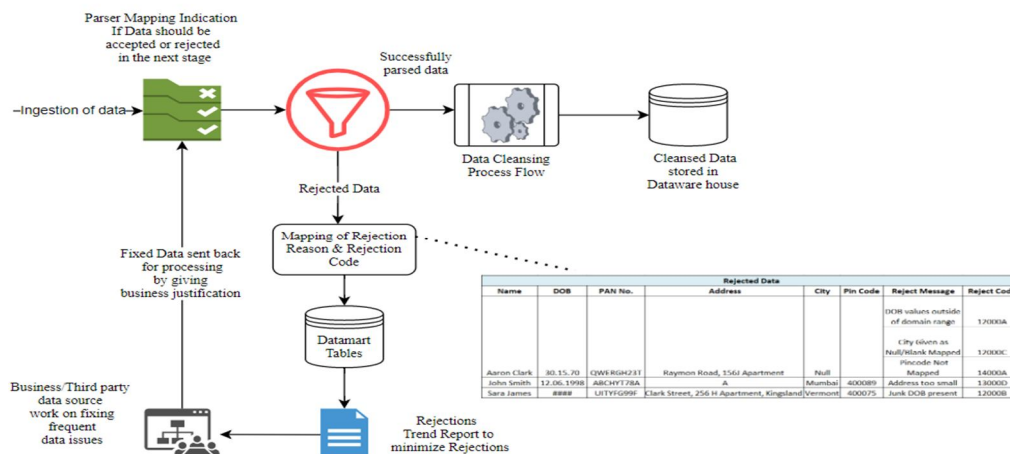 Parser Mapping Indication
If Data should be
accepted or rejected
in the next stage
Successfully
parsed data
Ingestion of data
Data Cleansing
Process Flow
Cleansed Data
stored in
Dataware house
Rejected Data
Mapping of Rejection
Reason & Rejection
Code
Fixed Data sent back
for processing
by giving
business justification
Datamart
Tables
Business/Third party
data source
work on fixing
frequent
data issues
Rejections
Trend Report to
minimize Rejections
Rejected Data
Name DOB PAN No. Address City Pin Code Reject Message Reject Cod
DOB values outside
of domain range 12000A
City Given as
Null/Blank Mapped 12000C
Pincode Not
Mapped
Aaron Clark 30.15.70 QWERGH23T Raymon Road, 156J Apartment Null 14000A
John Smith 12.06.1998 ABCHYT78A A Mumbai 400089 Address too small 13000D
Sara James #### UITYFG99F Clark Street, 256 H Apartment, Kingsland Vermont 400075 Junk DOB present 12000B